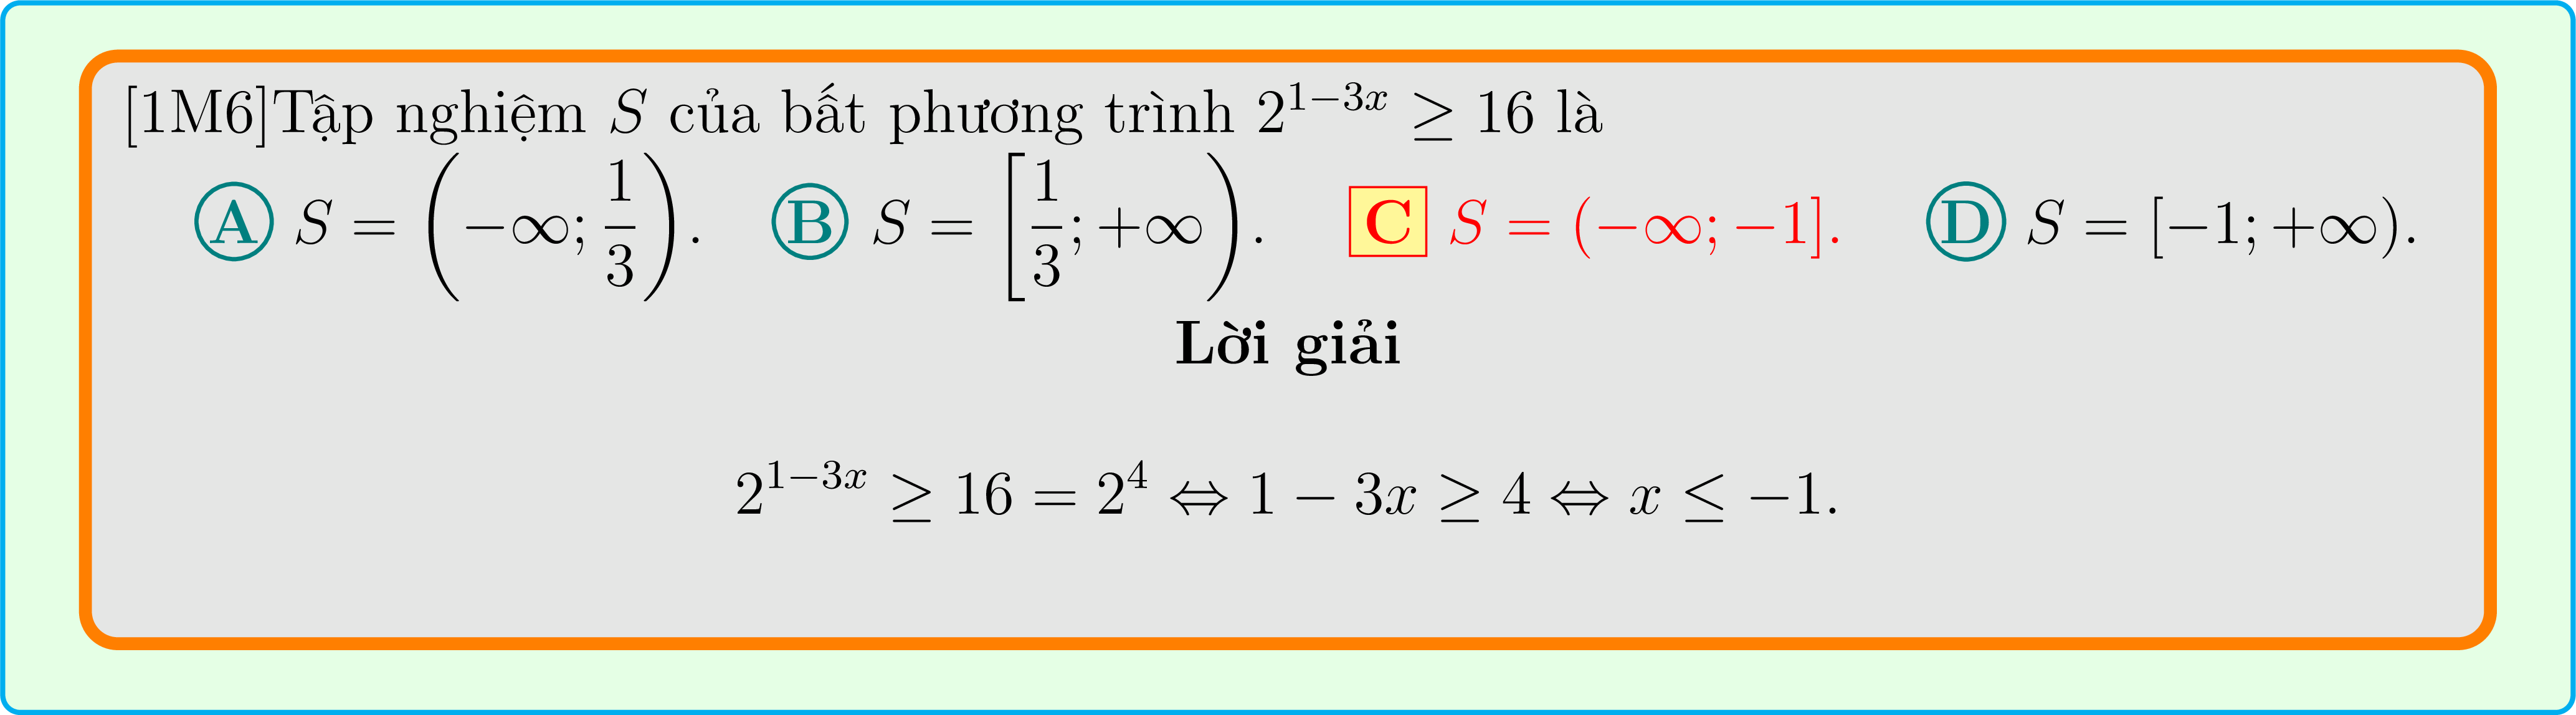 [1M6]Tập nghiệm $S$ của bất phương trình $2^{1-3x} \geq 16$ là
A $S = \left(-\infty; \dfrac{1}{3}\right)$. B $S = \left[\dfrac{1}{3}; +\infty\right)$. C $S = (-\infty; -1]$. D $S = [-1; +\infty)$.
Lời giải
$2^{1-3x} \geq 16 = 2^4 \Leftrightarrow 1 - 3x \geq 4 \Leftrightarrow x \leq -1.$